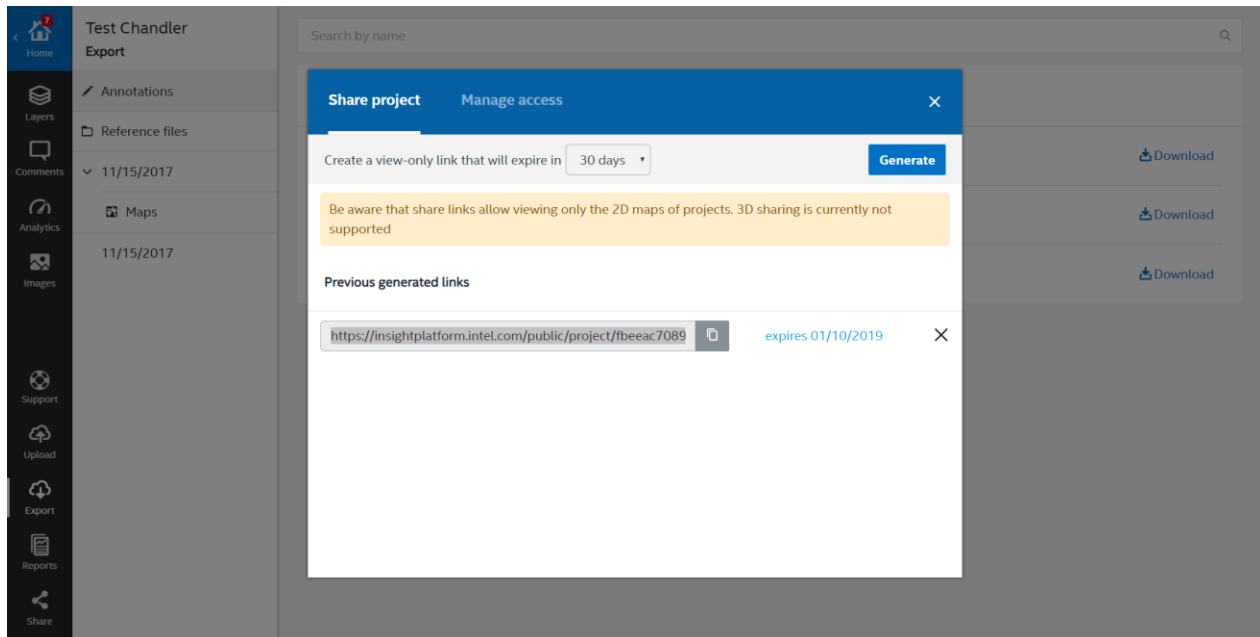 7
Home
Layers
Comments
Analytics
Images
Support
Upload
Export
Reports
Share
Test Chandler
Export
Annotations
Reference files
11/15/2017
Maps
11/15/2017
Search by name
Share project
Manage access
Create a view-only link that will expire in 30 days
Generate
Be aware that share links allow viewing only the 2D maps of projects. 3D sharing is currently not
supported
Previous generated links
https://insightplatform.intel.com/public/project/fbeeac7089
expires 01/10/2019
Download
Download
Download